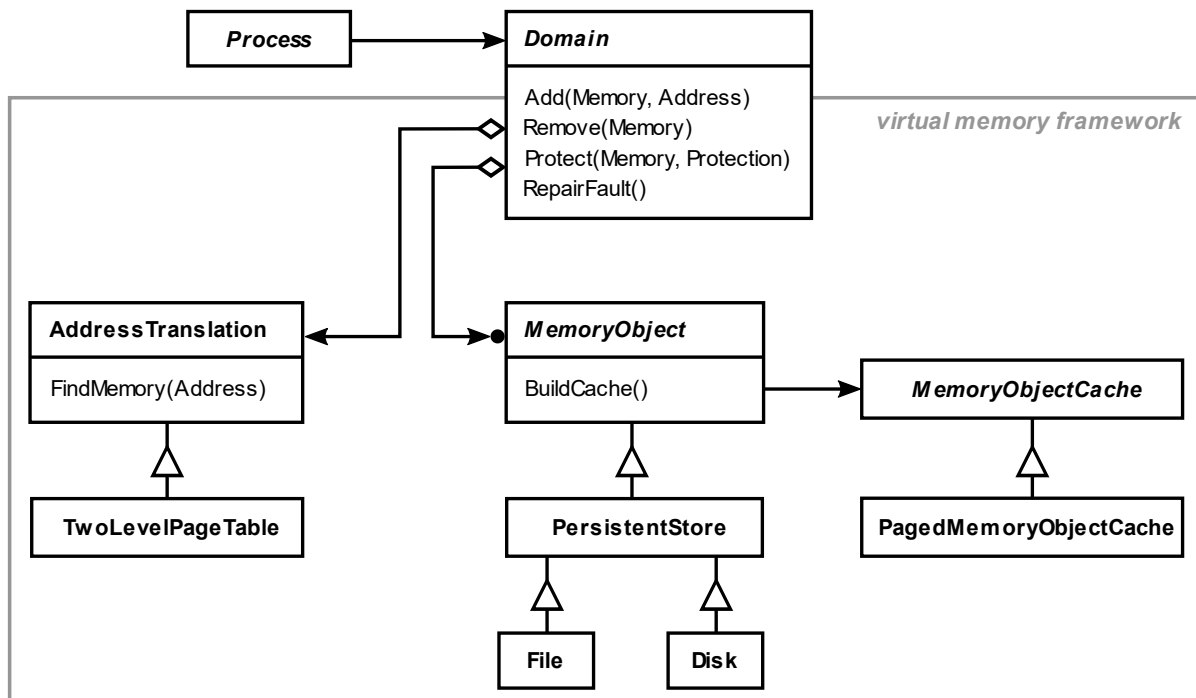 Process
Domain
Add(Memory, Address)
Remove(Memory)
Protect(Memory, Protection)
RepairFault()
virtual memory framework
AddressTranslation
FindMemory(Address)
MemoryObject
BuildCache()
MemoryObjectCache
TwoLevelPageTable
PersistentStore
PagedMemoryObjectCache
File
Disk